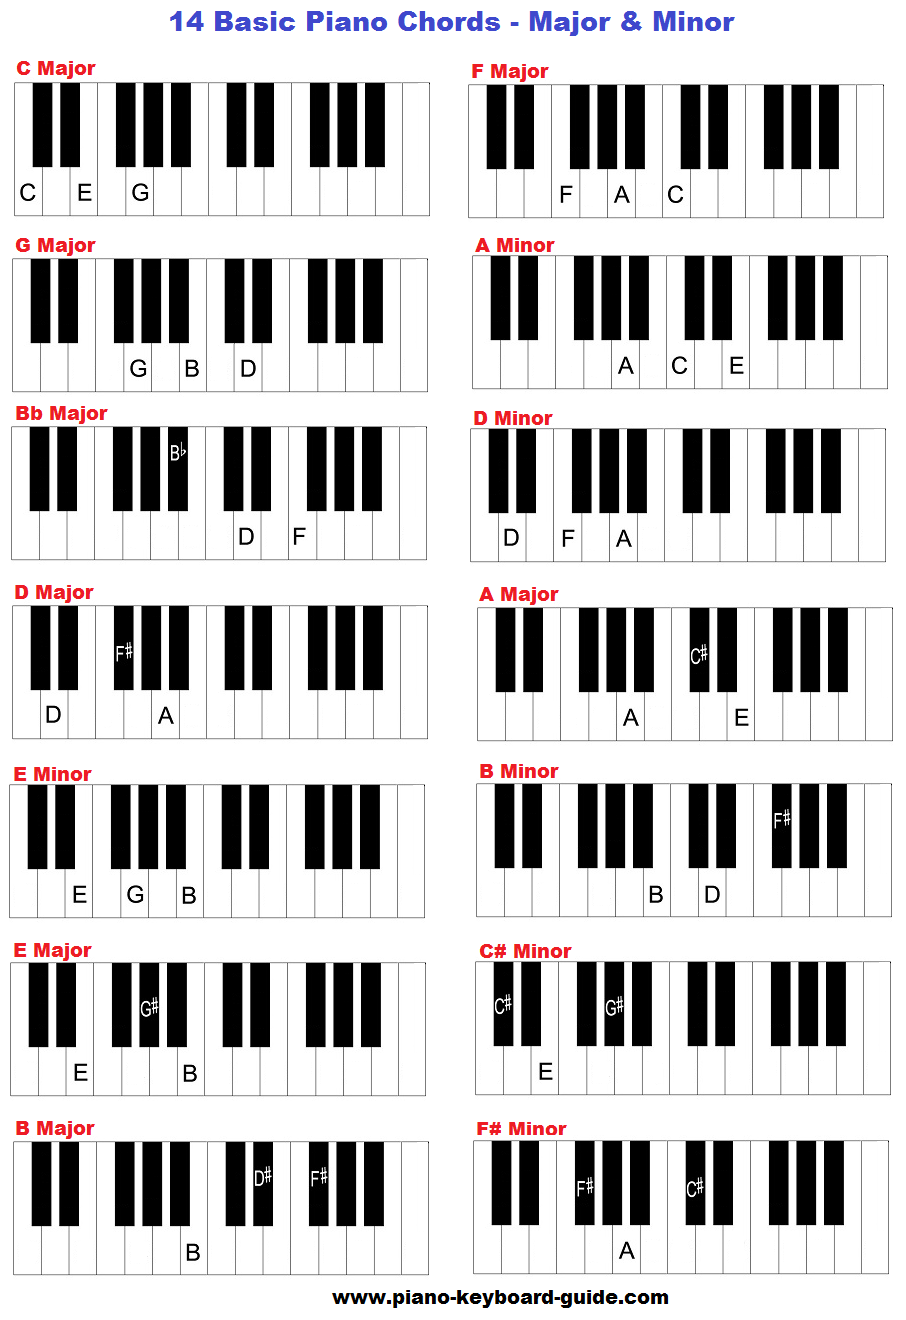 14 Basic Piano Chords - Major & Minor
C Major
C E G
F Major
F A C
G Major
G B D
A Minor
A C E
Bb Major
B♭
D F
D Minor
D F A
D Major
F#
D A
A Major
C#
A E
E Minor
E G B
B Minor
F#
B D
E Major
G#
E B
C# Minor
C# G#
E
B Major
D# F#
B
F# Minor
F# C#
A
www.piano-keyboard-guide.com